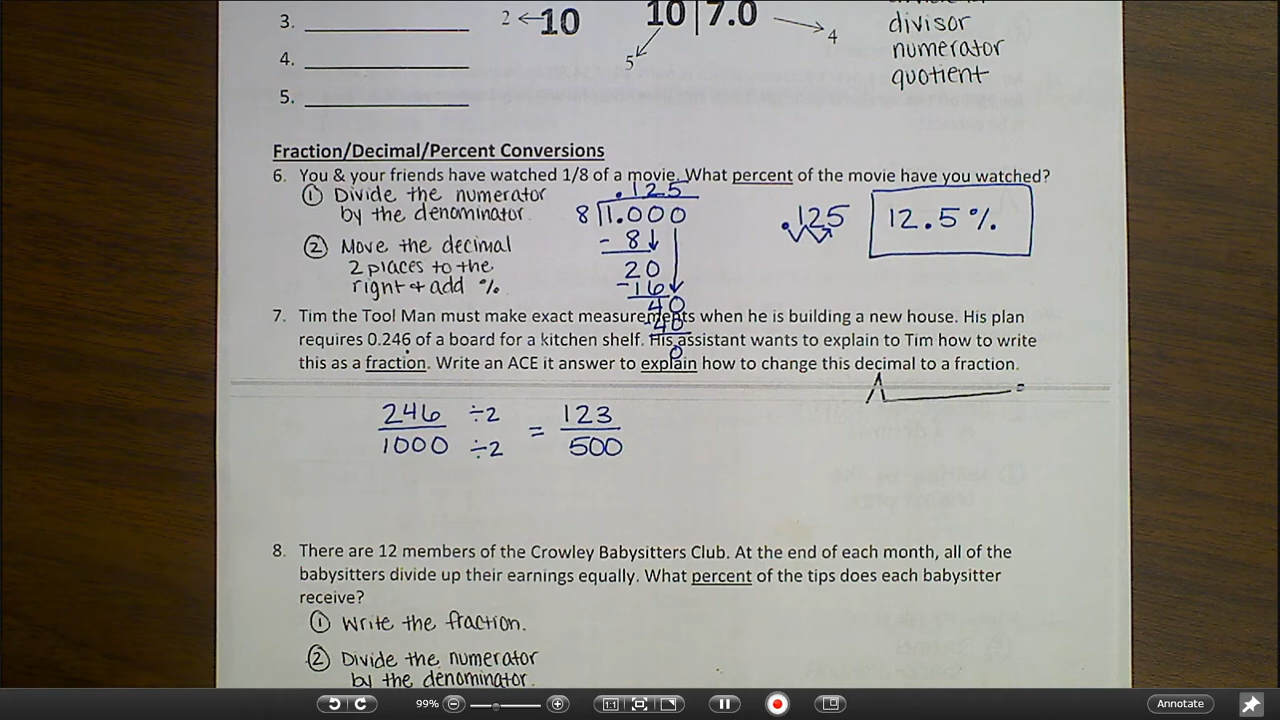 3. ____________
2 ← 10
10 | 7.0
4
5
divisor
numerator
quotient
4. ____________
5. ____________
Fraction/Decimal/Percent Conversions
6. You & your friends have watched 1/8 of a movie. What percent of the movie have you watched?
① Divide the numerator
by the denominator.
② Move the decimal
2 places to the
right + add %.
.125
8 1.000
- 8
20
-16
40
-40
0
.125
12.5%
7. Tim the Tool Man must make exact measurements when he is building a new house. His plan
requires 0.246 of a board for a kitchen shelf. His assistant wants to explain to Tim how to write
this as a fraction. Write an ACE it answer to explain how to change this decimal to a fraction.
246 ÷2 = 123
1000 ÷2 500
8. There are 12 members of the Crowley Babysitters Club. At the end of each month, all of the
babysitters divide up their earnings equally. What percent of the tips does each babysitter
receive?
① Write the fraction.
② Divide the numerator
by the denominator.
99%
1:1
Annotate